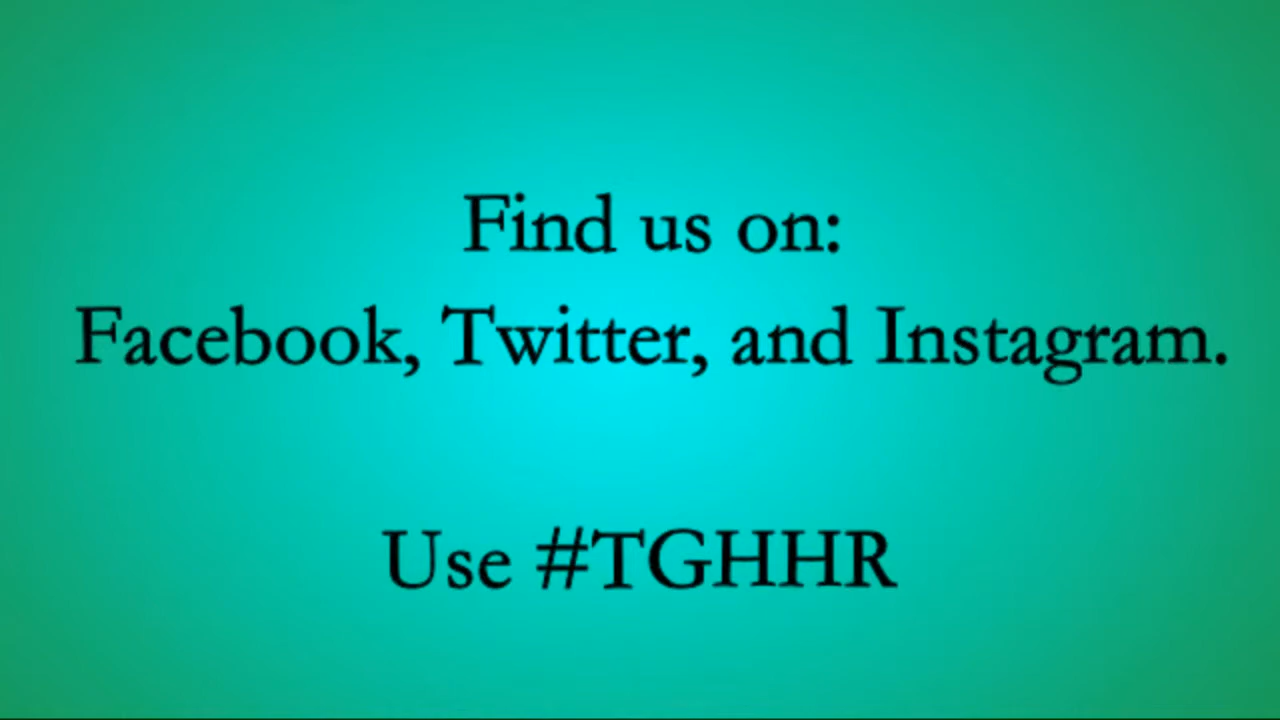 Find us on:
Facebook, Twitter, and Instagram.
Use #TGHHR